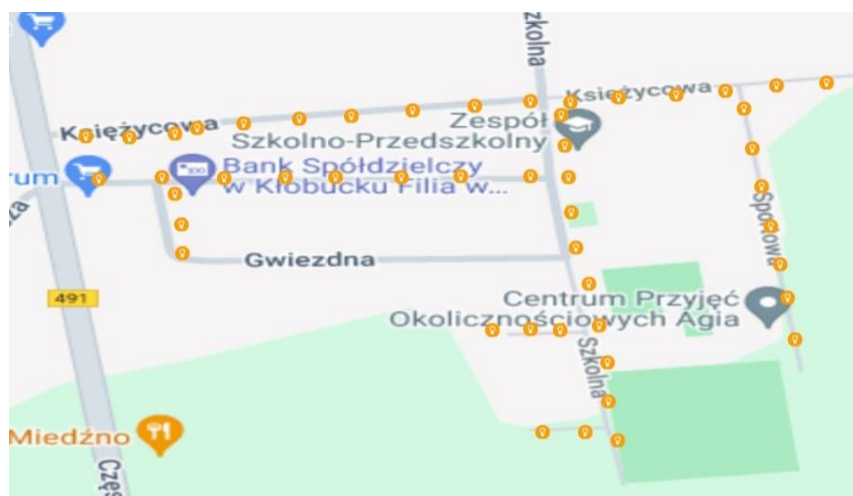 Szkolna
Księżycowa
Księżycowa
Zespół
Szkolno-Przedszkolny
rum
Bank Spółdzielczy
w Kłobucku Filia w...
Sportowa
Gwiezdna
491
Centrum Przyjęć
Okolicznościowych Agia
Szkolna
Miedźno
Częs